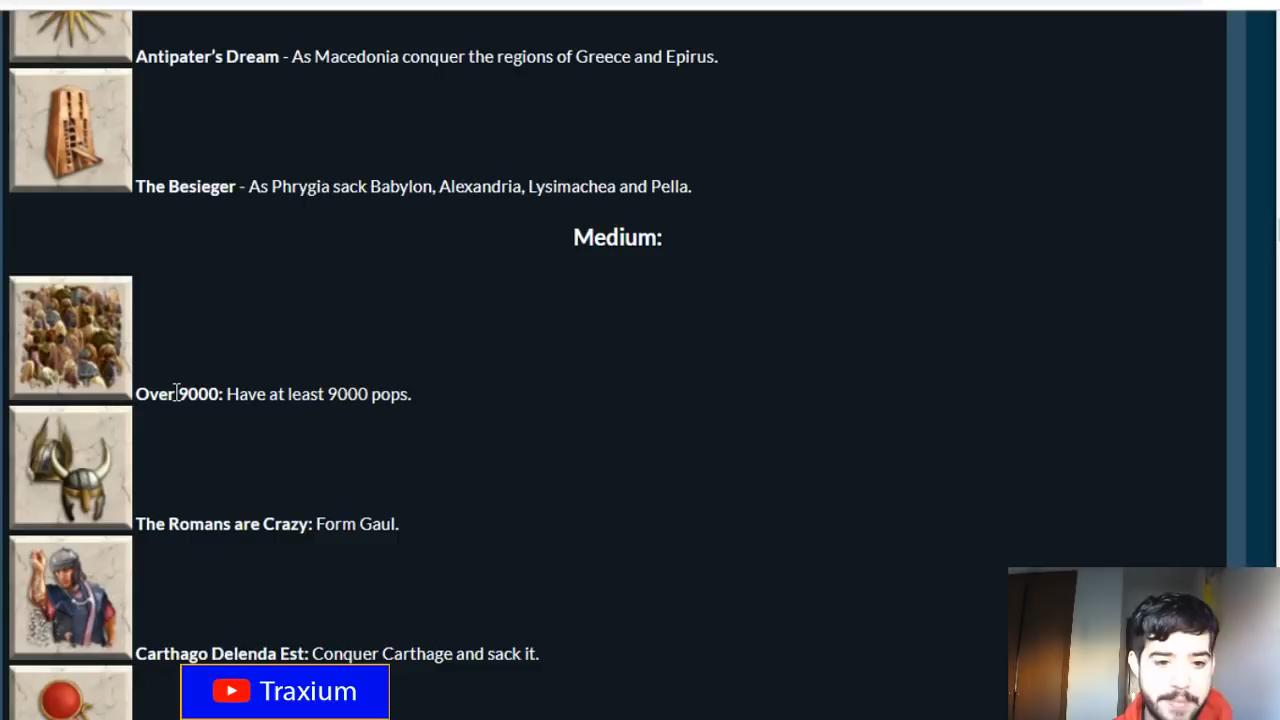 Antipater’s Dream - As Macedonia conquer the regions of Greece and Epirus.
The Besieger - As Phrygia sack Babylon, Alexandria, Lysimachea and Pella.
Medium:
Over 9000: Have at least 9000 pops.
The Romans are Crazy: Form Gaul.
Carthago Delenda Est: Conquer Carthage and sack it.
Traxium